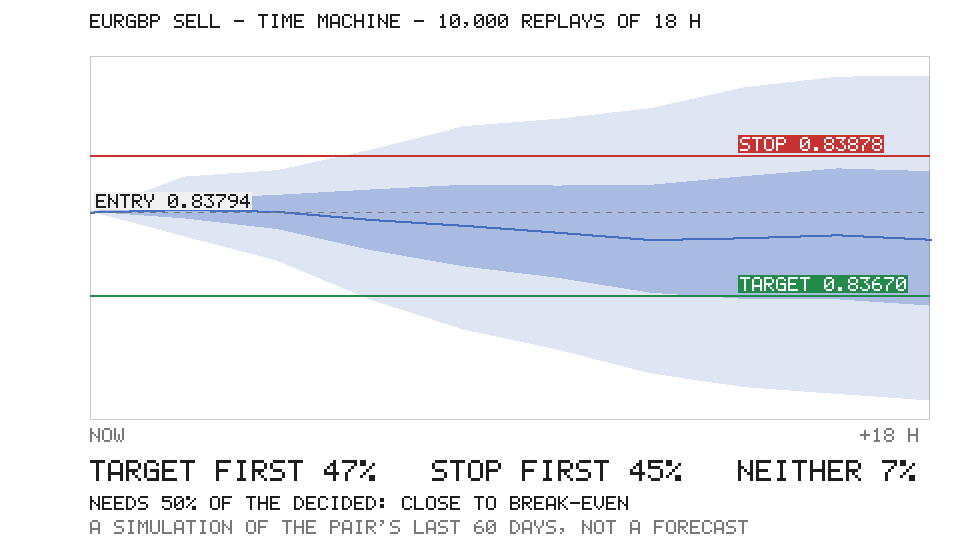 EURGBP SELL – TIME MACHINE – 10,000 REPLAYS OF 18 H
STOP 0.83878
ENTRY 0.83794
TARGET 0.83670
NOW +18 H
TARGET FIRST 47% STOP FIRST 45% NEITHER 7%
NEEDS 50% OF THE DECIDED: CLOSE TO BREAK-EVEN
A SIMULATION OF THE PAIR'S LAST 60 DAYS, NOT A FORECAST